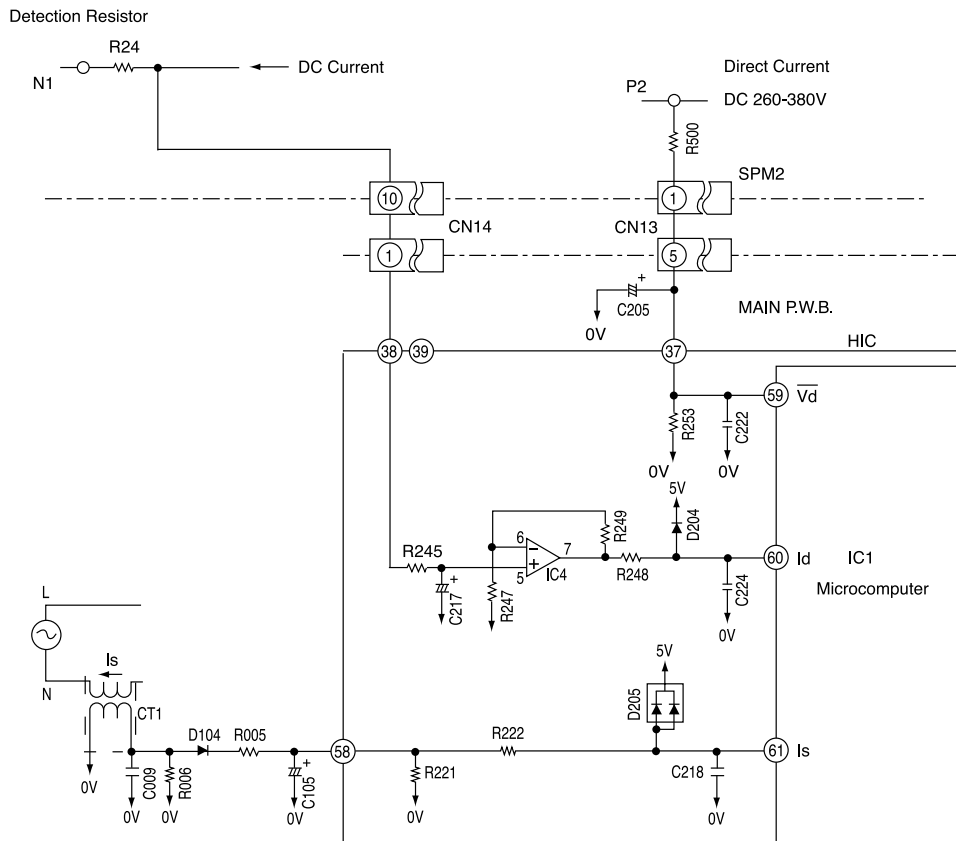 Detection Resistor
R24
N1
DC Current
Direct Current
P2
DC 260-380V
R500
SPM2
10
1
CN14
CN13
1
5
+
C205
0V
MAIN P.W.B.
38
39
37
HIC
59
Vd
R253
C222
0V
0V
5V
D204
R249
6
7
5
IC4
R245
+
C217
R247
R248
60
Id
IC1
Microcomputer
C224
0V
L
N
Is
CT1
5V
D205
D104
R005
58
R222
61
Is
0V
C009
R006
+
C105
R221
C218
0V
0V
0V
0V
0V